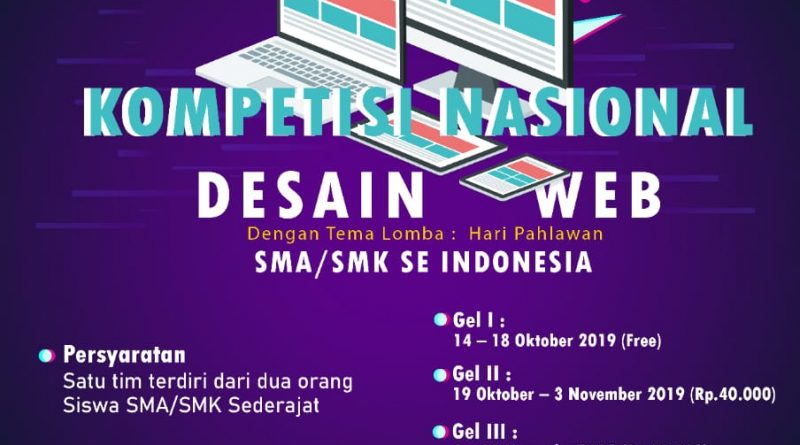 KOMPETISI NASIONAL
DESAIN WEB
Dengan Tema Lomba : Hari Pahlawan
SMA/SMK SE INDONESIA
Persyaratan
Satu tim terdiri dari dua orang
Siswa SMA/SMK Sederajat
Gel I :
14 – 18 Oktober 2019 (Free)
Gel II :
19 Oktober – 3 November 2019 (Rp.40.000)
Gel III :